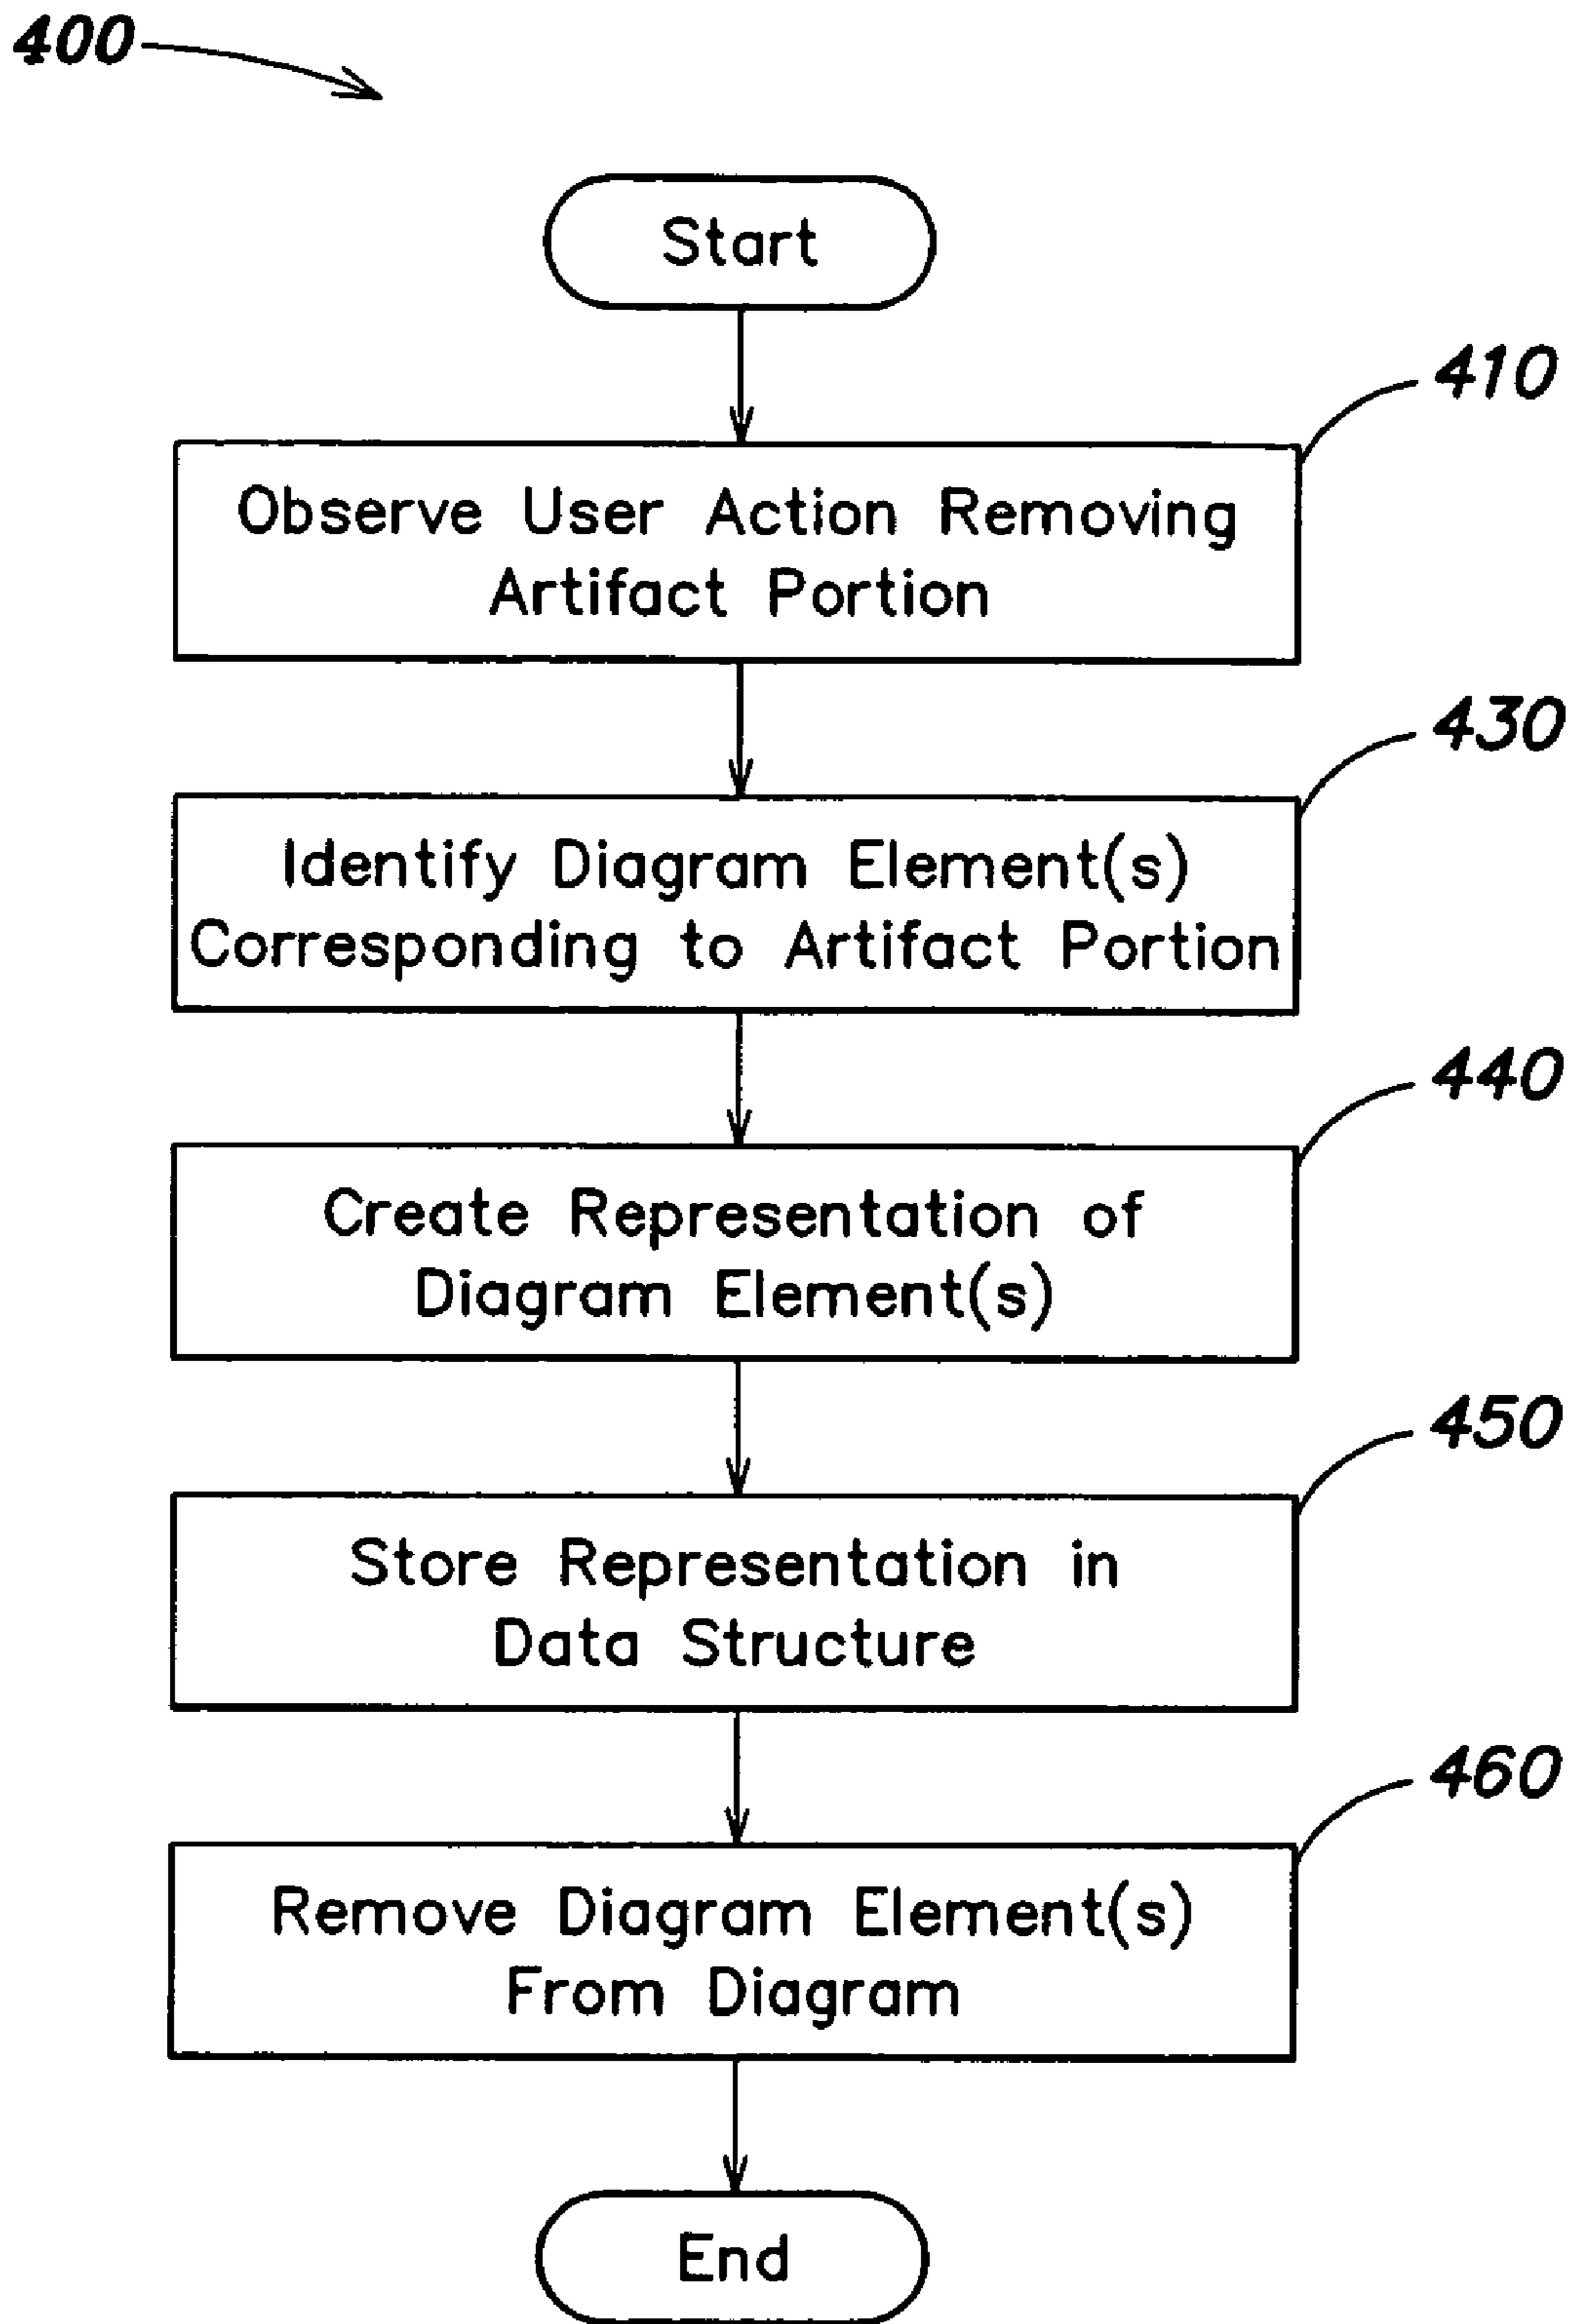 400
Start
410
Observe User Action Removing
Artifact Portion
430
Identify Diagram Element(s)
Corresponding to Artifact Portion
440
Create Representation of
Diagram Element(s)
450
Store Representation in
Data Structure
460
Remove Diagram Element(s)
From Diagram
End